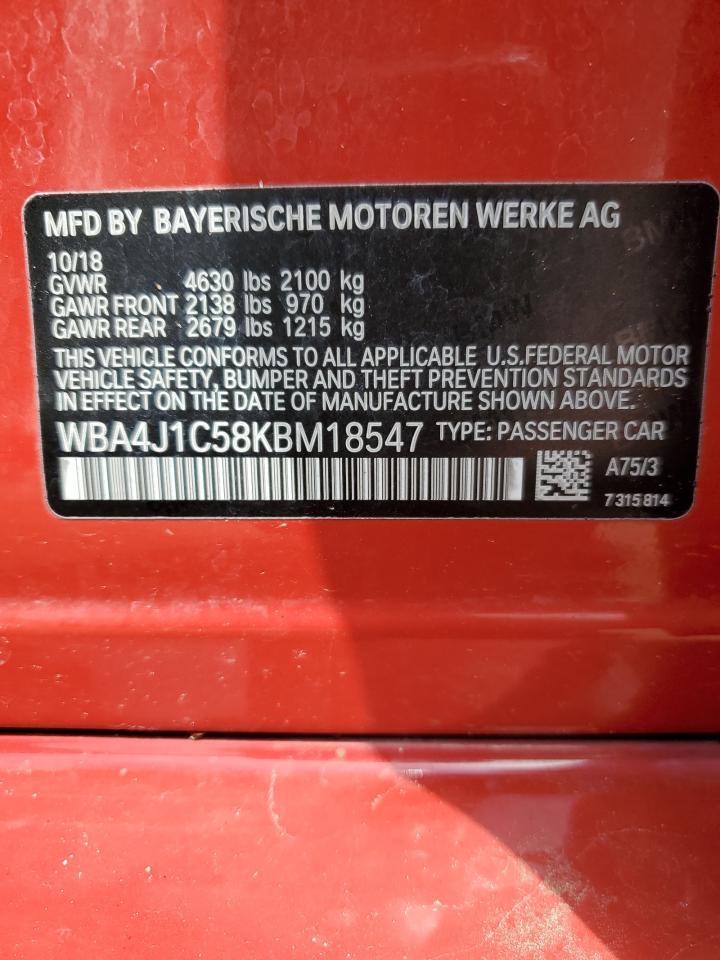 MFD BY BAYERISCHE MOTOREN WERKE AG
10/18
GVWR 4630 lbs 2100 kg
GAWR FRONT 2138 lbs 970 kg
GAWR REAR 2679 lbs 1215 kg
THIS VEHICLE CONFORMS TO ALL APPLICABLE U.S.FEDERAL MOTOR
VEHICLE SAFETY, BUMPER AND THEFT PREVENTION STANDARDS
IN EFFECT ON THE DATE OF MANUFACTURE SHOWN ABOVE.
WBA4J1C58KBM18547 TYPE: PASSENGER CAR
A75/3
7 315 814